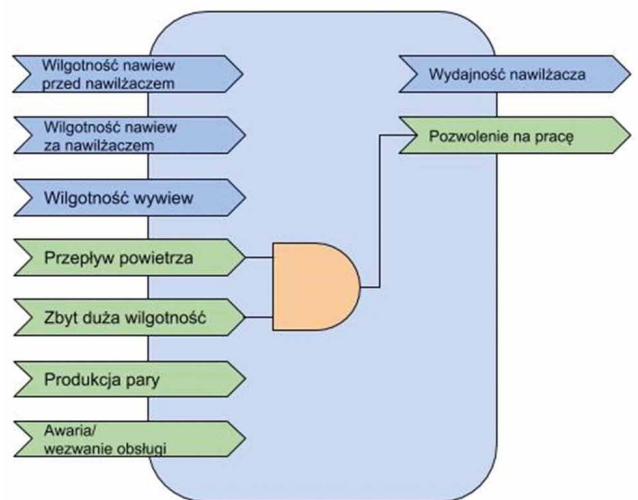 Wilgotność nawiew
przed nawilżaczem
Wilgotność nawiew
za nawilżaczem
Wilgotność wywiew
Przepływ powietrza
Zbyt duża wilgotność
Produkcja pary
Awaria/
wezwanie obsługi
Wydajność nawilżacza
Pozwolenie na pracę